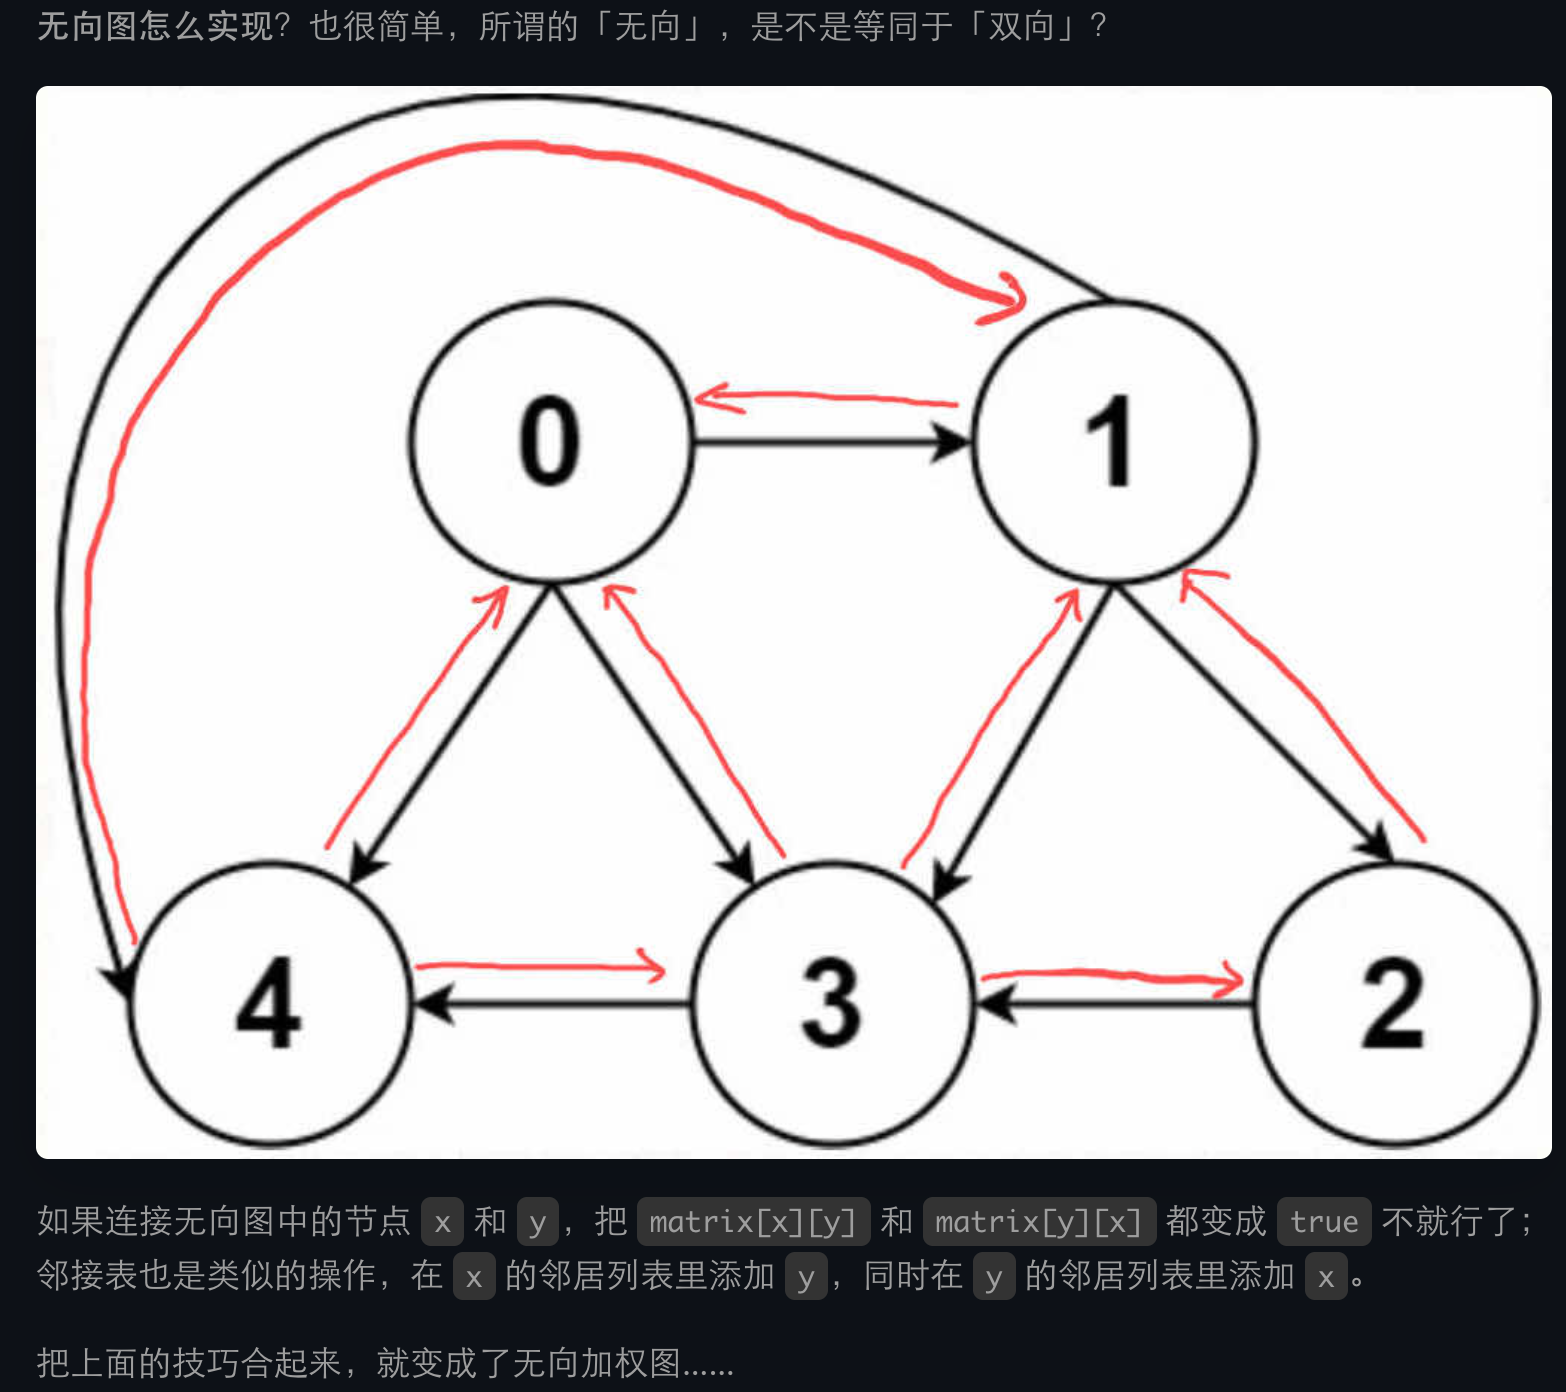 无向图怎么实现？也很简单，所谓的「无向」，是不是等同于「双向」？
0
1
4
3
2
如果连接无向图中的节点 x 和 y，把 matrix[x][y] 和 matrix[y][x] 都变成 true 不就行了；
邻接表也是类似的操作，在 x 的邻居列表里添加 y，同时在 y 的邻居列表里添加 x。
把上面的技巧合起来，就变成了无向加权图……